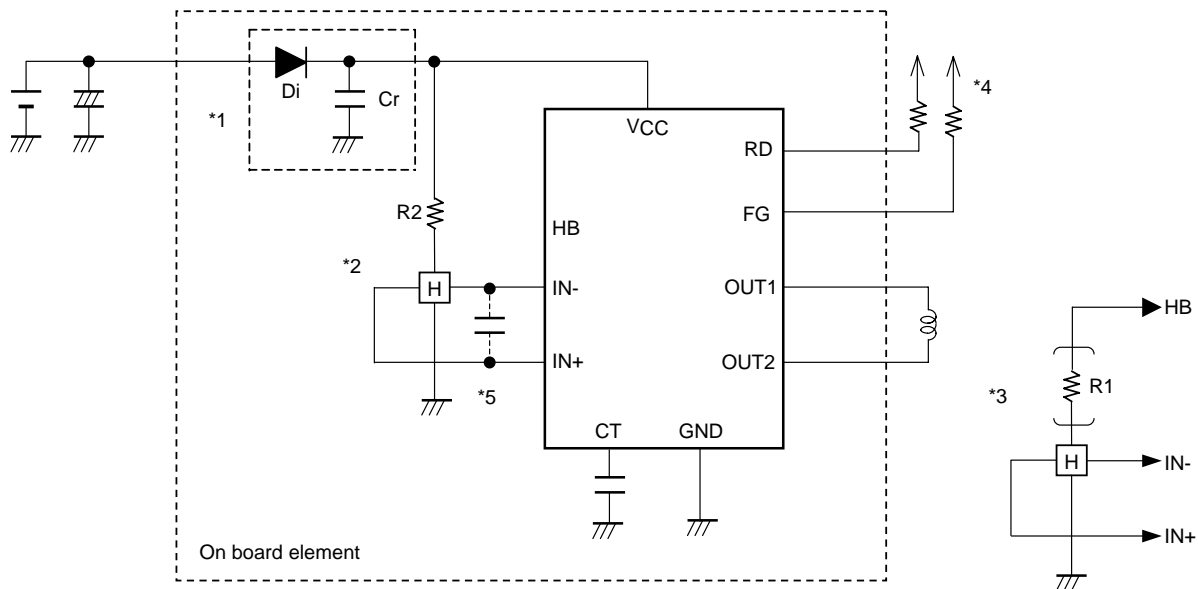 *4
Di
Cr
*1
VCC
RD
R2
FG
HB
*2
H
IN-
OUT1
HB
IN+
OUT2
*3
R1
*5
CT
GND
H
IN-
IN+
On board element